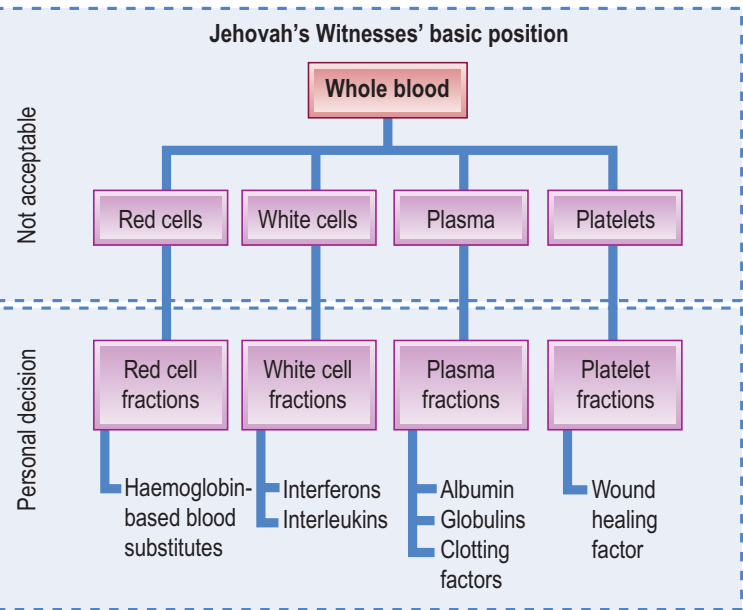 Jehovah’s Witnesses’ basic position
Not acceptable
Whole blood
Red cells
White cells
Plasma
Platelets
Personal decision
Red cell
fractions
White cell
fractions
Plasma
fractions
Platelet
fractions
Haemoglobin-
based blood
substitutes
Interferons
Interleukins
Albumin
Globulins
Clotting
factors
Wound
healing
factor